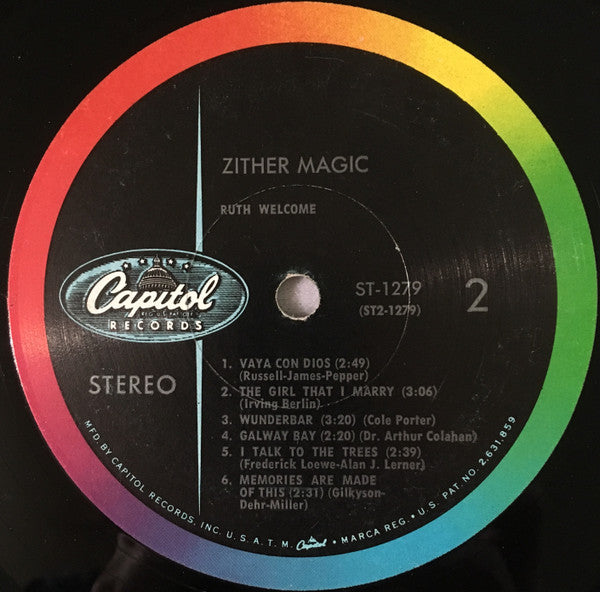 ZITHER MAGIC
RUTH WELCOME
Capitol
RECORDS
STEREO
ST-1279
(ST2-1279)
2
1. VAYA CON DIOS (2:49)
(Russell-James-Pepper)
2. THE GIRL THAT I MARRY (3:06)
(Irving Berlin)
3. WUNDERBAR (3:20) (Cole Porter)
4. GALWAY BAY (2:20) (Dr. Arthur Colahan)
5. I TALK TO THE TREES (2:39)
(Frederick Loewe-Alan J. Lerner)
6. MEMORIES ARE MADE
OF THIS (2:31) (Gilkyson-
Dehr-Miller)
MFD. BY CAPITOL RECORDS, INC. U.S.A. T.M. Capitol • MARCA REG. • U.S. PAT. NO. 2,631,859